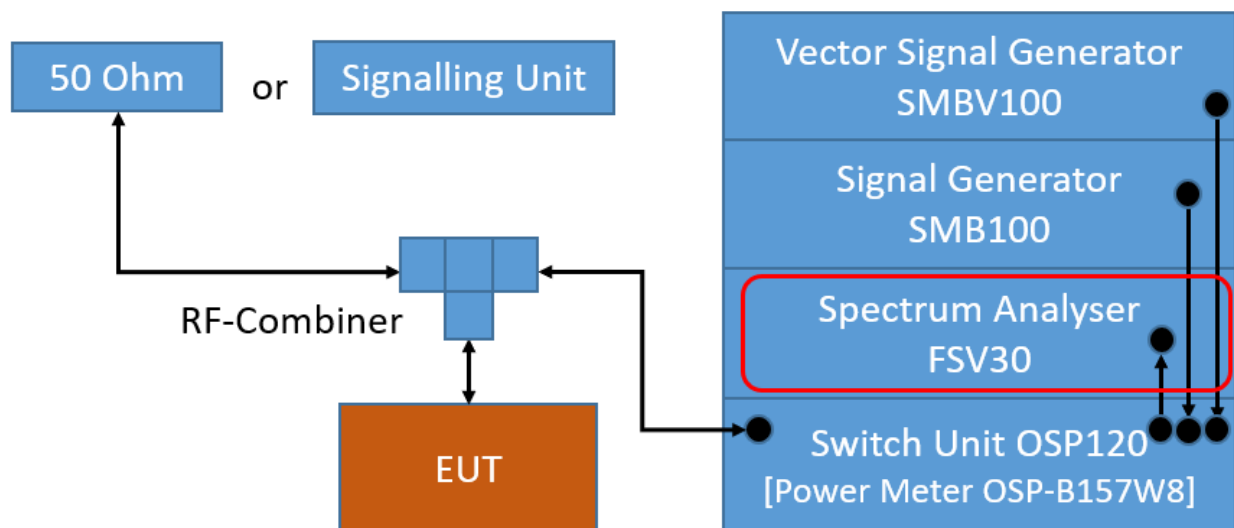 50 Ohm
or
Signalling Unit
RF-Combiner
EUT
Vector Signal Generator
SMBV100
Signal Generator
SMB100
Spectrum Analyser
FSV30
Switch Unit OSP120
[Power Meter OSP-B157W8]